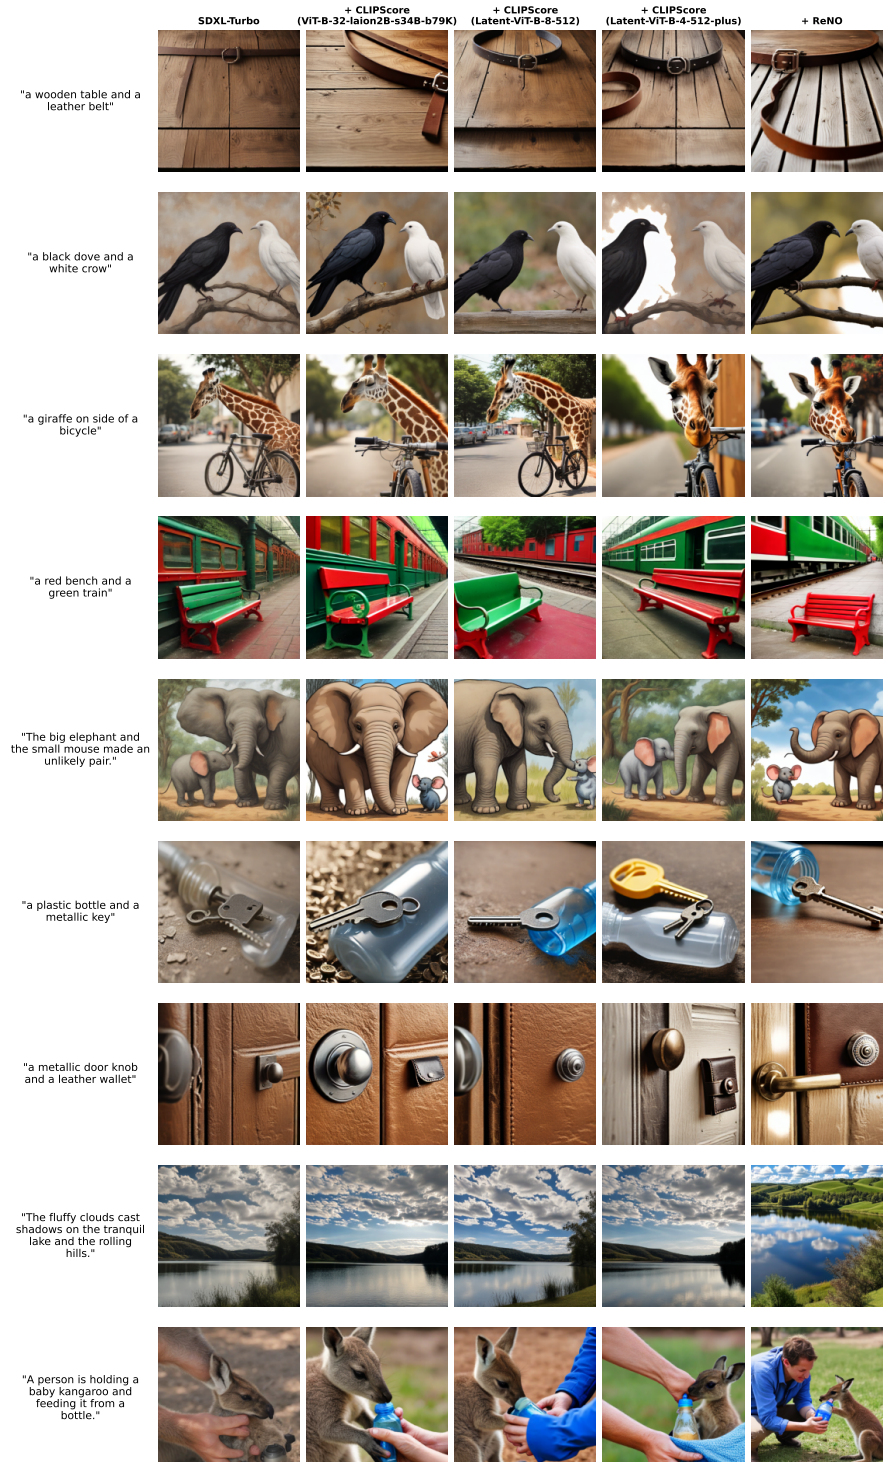 SDXL-Turbo
+ CLIPScore
(ViT-B-32-laion2B-s34B-b79K)
+ CLIPScore
(Latent-ViT-B-8-512)
+ CLIPScore
(Latent-ViT-B-4-512-plus)
+ ReNO
"a wooden table and a
leather belt"
"a black dove and a
white crow"
"a giraffe on side of a
bicycle"
"a red bench and a
green train"
"The big elephant and
the small mouse made an
unlikely pair."
"a plastic bottle and a
metallic key"
"a metallic door knob
and a leather wallet"
"The fluffy clouds cast
shadows on the tranquil
lake and the rolling
hills."
"A person is holding a
baby kangaroo and
feeding it from a
bottle."